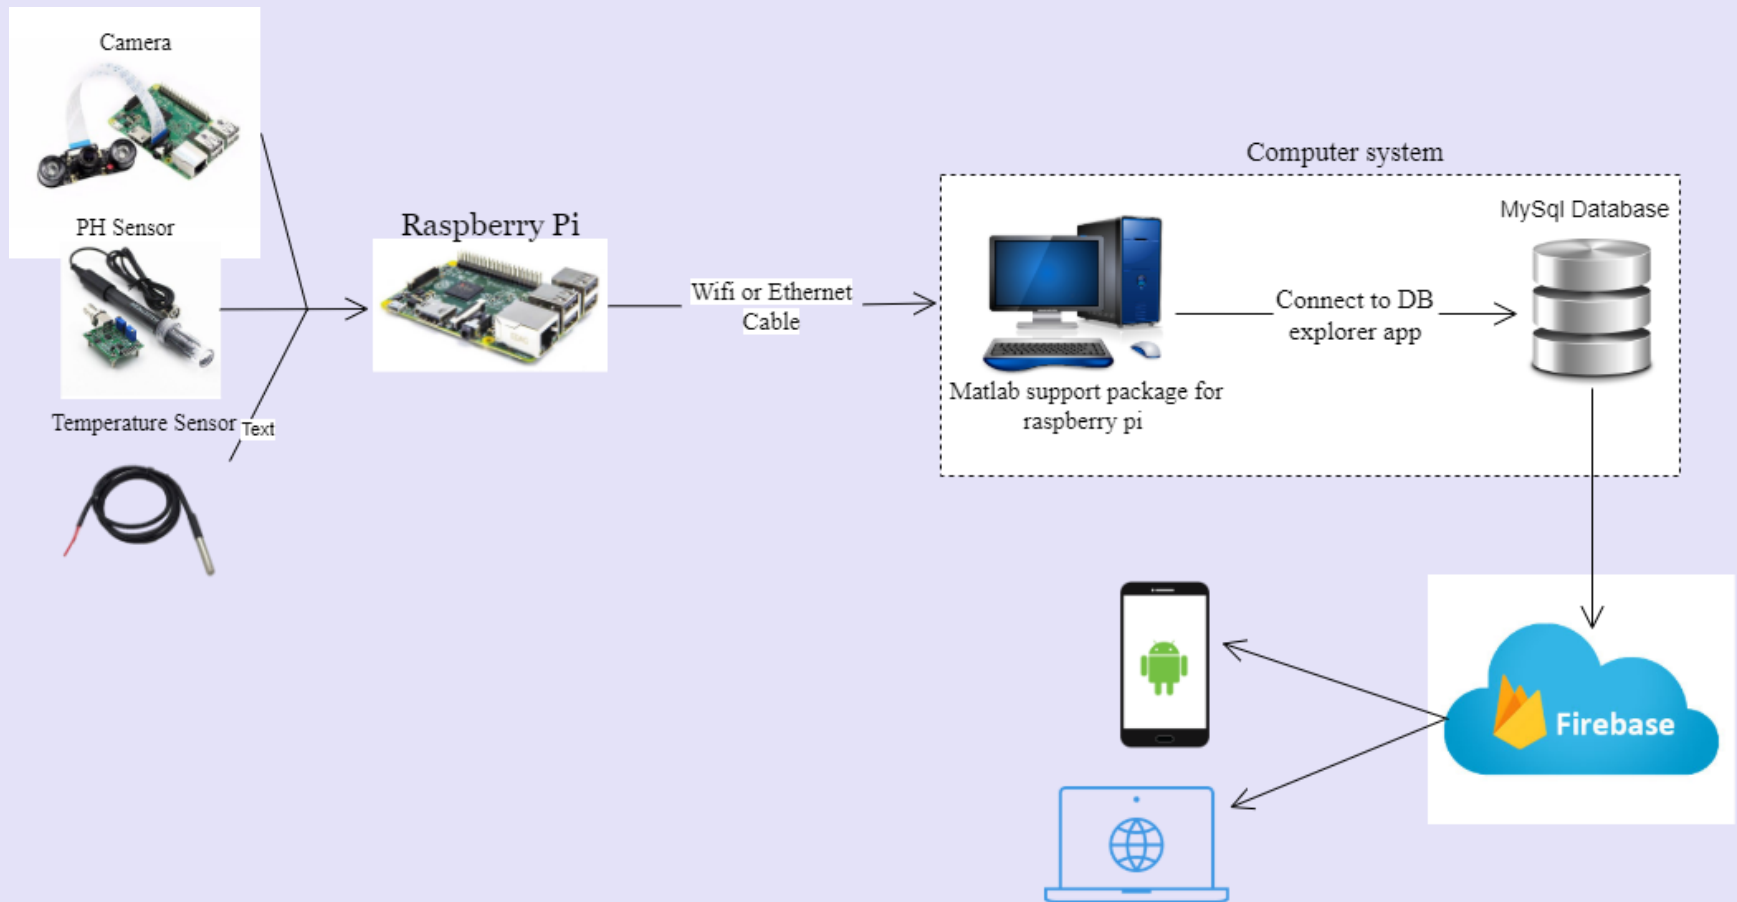 Camera
PH Sensor
Temperature Sensor
Text
Raspberry Pi
Wifi or Ethernet
Cable
Computer system
Matlab support package for
raspberry pi
Connect to DB
explorer app
MySql Database
Firebase